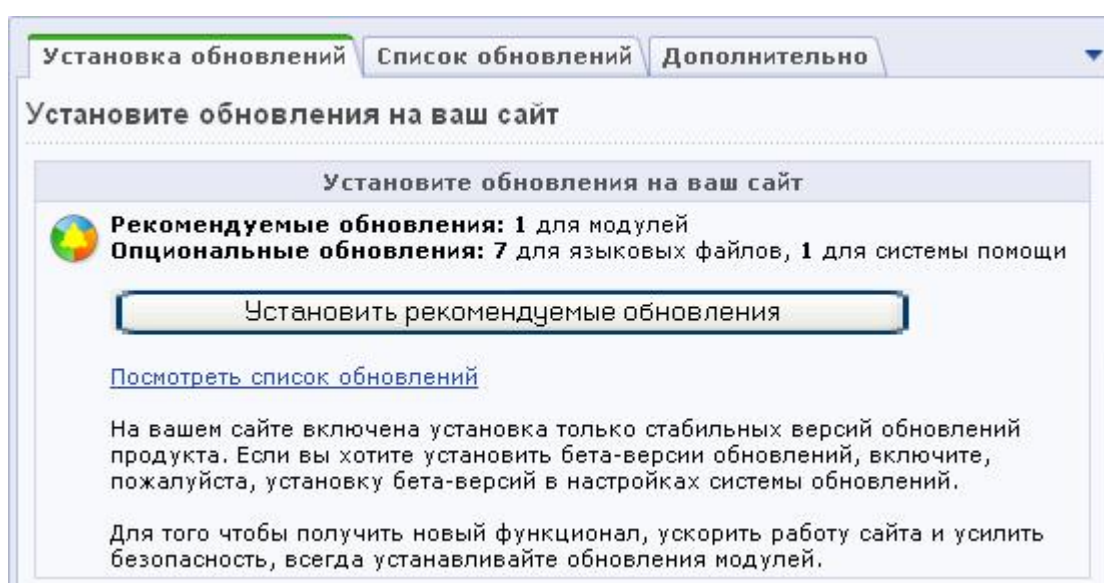 Установка обновлений Список обновлений Дополнительно
Установите обновления на ваш сайт
Установите обновления на ваш сайт
Рекомендуемые обновления: 1 для модулей
Опциональные обновления: 7 для языковых файлов, 1 для системы помощи
Установить рекомендуемые обновления
Посмотреть список обновлений
На вашем сайте включена установка только стабильных версий обновлений
продукта. Если вы хотите установить бета-версии обновлений, включите,
пожалуйста, установку бета-версий в настройках системы обновлений.
Для того чтобы получить новый функционал, ускорить работу сайта и усилить
безопасность, всегда устанавливайте обновления модулей.